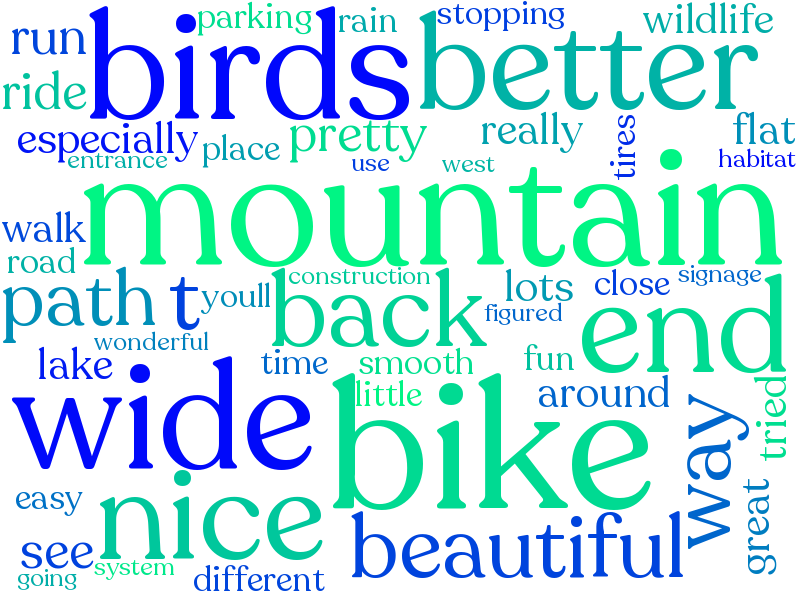 parking
rain
stopping
wildlife
run
birds
better
ride
especially
pretty
really
tires
flat
entrance
place
use
west
habitat
mountain
walk
road
path
t
youll
back
construction
lots
close
signage
figured
end
wonderful
lake
time
smooth
fun
wide
little
bike
around
tried
way
easy
nice
great
see
beautiful
going
system
different